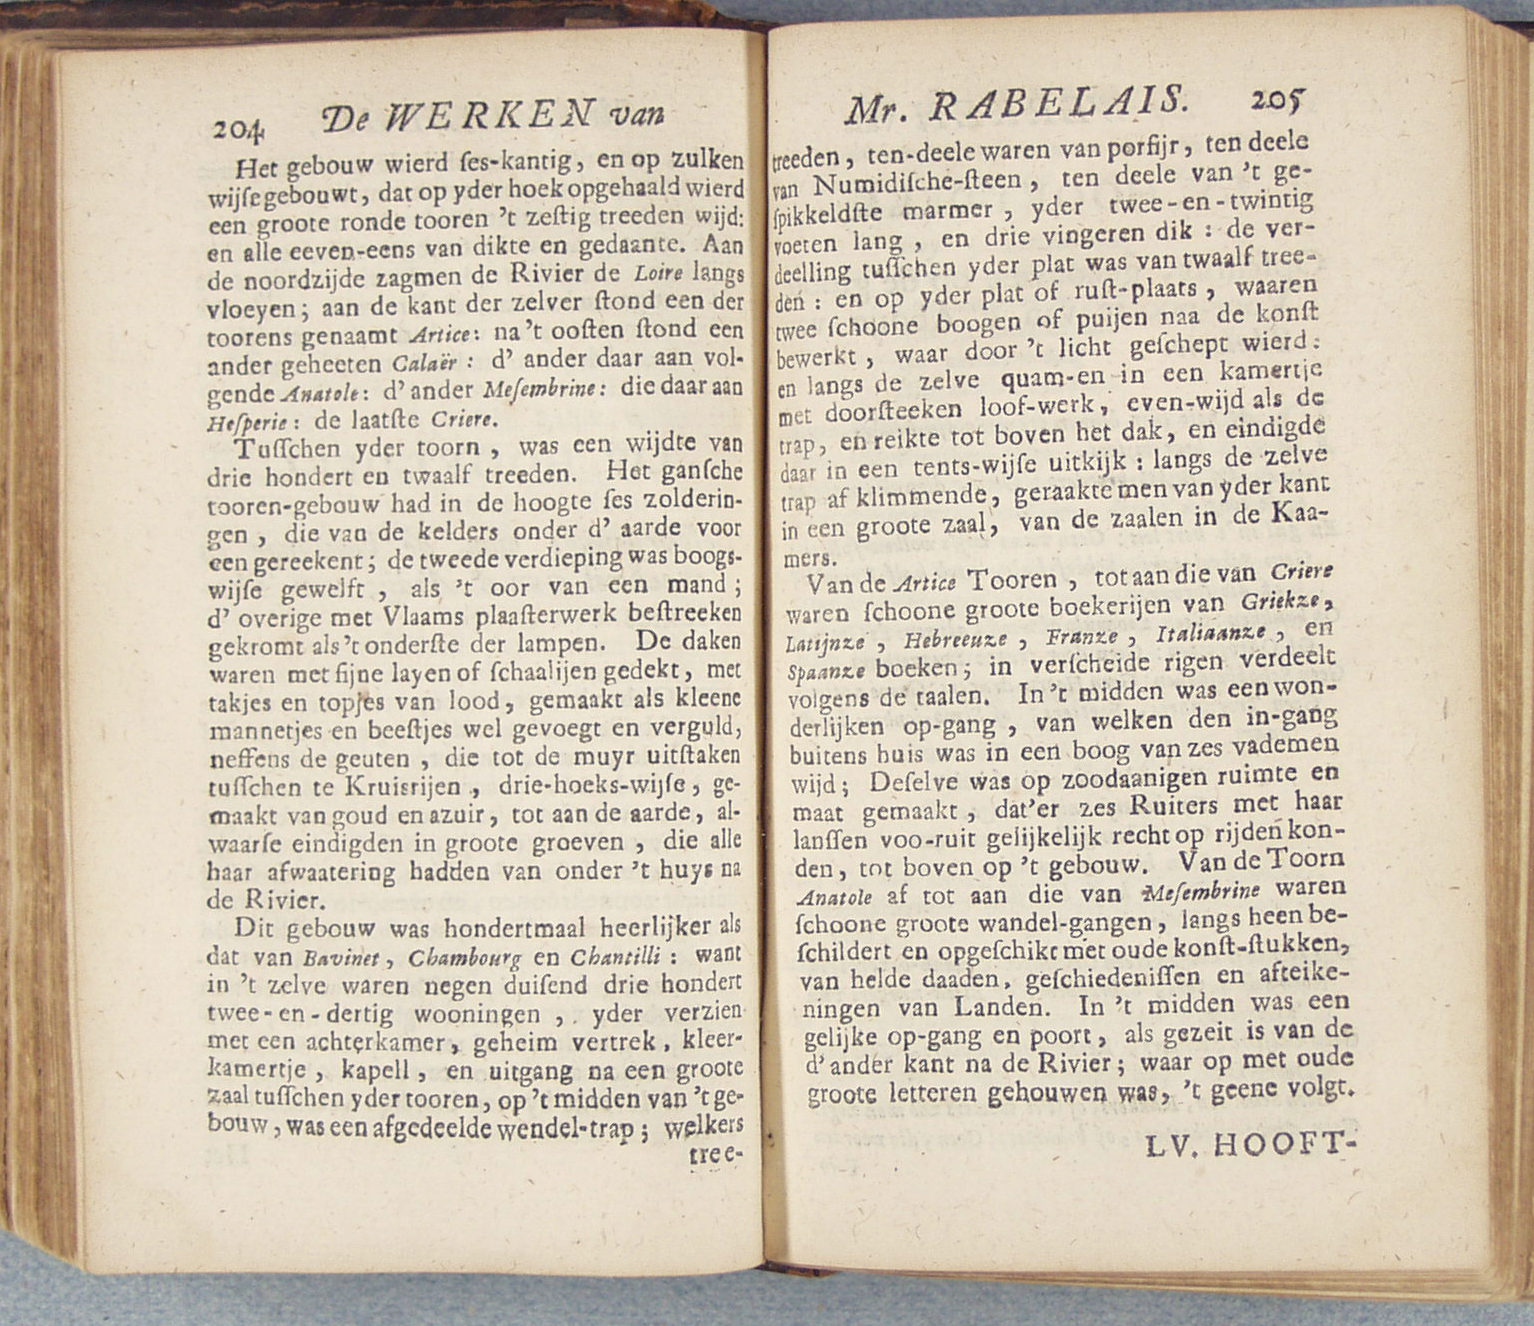 204 De WERKEN van
Het gebouw wierd ſes-kantig, en op zulken
wijſe gebouwt, dat op yder hoek opgehaald wierd
een groote ronde tooren 't zeſtig treeden wijd:
en alle eeven-eens van dikte en gedaante. Aan
de noordzijde zagmen de Rivier de Loire langs
vloeyen; aan de kant der zelver ſtond een der
toorens genaamt Artice: na 't ooſten ſtond een
ander geheeten Calaër : d' ander daar aan vol-
gende Anatole: d' ander Meſembrine: die daar aan
Heſperie: de laatſte Criere.
Tuſſchen yder toorn , was een wijdte van
drie hondert en twaalf treeden. Het ganſche
tooren-gebouw had in de hoogte ſes zolderin-
gen , die van de kelders onder d' aarde voor
een gereekent; de tweede verdieping was boogs-
wijſe gewelft , als 't oor van een mand ;
d' overige met Vlaams plaaſterwerk beſtreeken
gekromt als 't onderſte der lampen. De daken
waren met fijne layen of ſchaalijen gedekt, met
takjes en topjes van lood, gemaakt als kleene
mannetjes en beeſtjes wel gevoegt en verguld,
neffens de geuten , die tot de muyr uitſtaken
tuſſchen te Kruisrijen , drie-hoeks-wijſe, ge-
maakt van goud en azuir, tot aan de aarde, al-
waarſe eindigden in groote groeven , die alle
haar afwaatering hadden van onder 't huys na
de Rivier.
Dit gebouw was hondertmaal heerlijker als
dat van Bavinet, Chambourg en Chantilli : want
in 't zelve waren negen duiſend drie hondert
twee-en-dertig wooningen , yder verzien
met een achterkamer, geheim vertrek, kleer-
kamertje , kapell, en uitgang na een groote
zaal tuſſchen yder tooren, op 't midden van 't ge-
bouw, was een afgedeelde wendel-trap ; welkers
tree-
Mr. RABELAIS. 205
treeden, ten-deele waren van porfijr, ten deele
van Numidiſche-ſteen , ten deele van 't ge-
ſpikkeldſte marmer , yder twee-en-twintig
voeten lang , en drie vingeren dik : de ver-
deelling tuſſchen yder plat was van twaalf tree-
den : en op yder plat of ruſt-plaats , waaren
twee ſchoone boogen of puijen naa de konſt
bewerkt , waar door 't licht geſchept wierd:
en langs de zelve quam-en in een kamertje
met doorſteeken loof-werk, even-wijd als de
trap, en reikte tot boven het dak, en eindigde
daar in een tents-wijſe uitkijk : langs de zelve
trap af klimmende, geraakte men van yder kant
in een groote zaal, van de zaalen in de Kaa-
mers.
Van de Artice Tooren , tot aan die van Criere
waren ſchoone groote boekerijen van Griekze,
Latijnze , Hebreeuze , Franze , Italiaanze , en
Spaanze boeken; in verſcheide rigen verdeelt
volgens de taalen. In 't midden was een won-
derlijken op-gang , van welken den in-gang
buitens huis was in een boog van zes vademen
wijd; Deſelve was op zoodaanigen ruimte en
maat gemaakt , dat'er zes Ruiters met haar
lanſſen voo-ruit gelijkelijk recht op rijden kon-
den, tot boven op 't gebouw. Van de Toorn
Anatole af tot aan die van Meſembrine waren
ſchoone groote wandel-gangen, langs heen be-
ſchildert en opgeſchikt met oude konſt-ſtukken,
van helde daaden, geſchiedeniſſen en afteike-
ningen van Landen. In 't midden was een
gelijke op-gang en poort, als gezeit is van de
d' ander kant na de Rivier; waar op met oude
groote letteren gehouwen was, 't geene volgt.
LV. HOOFT-